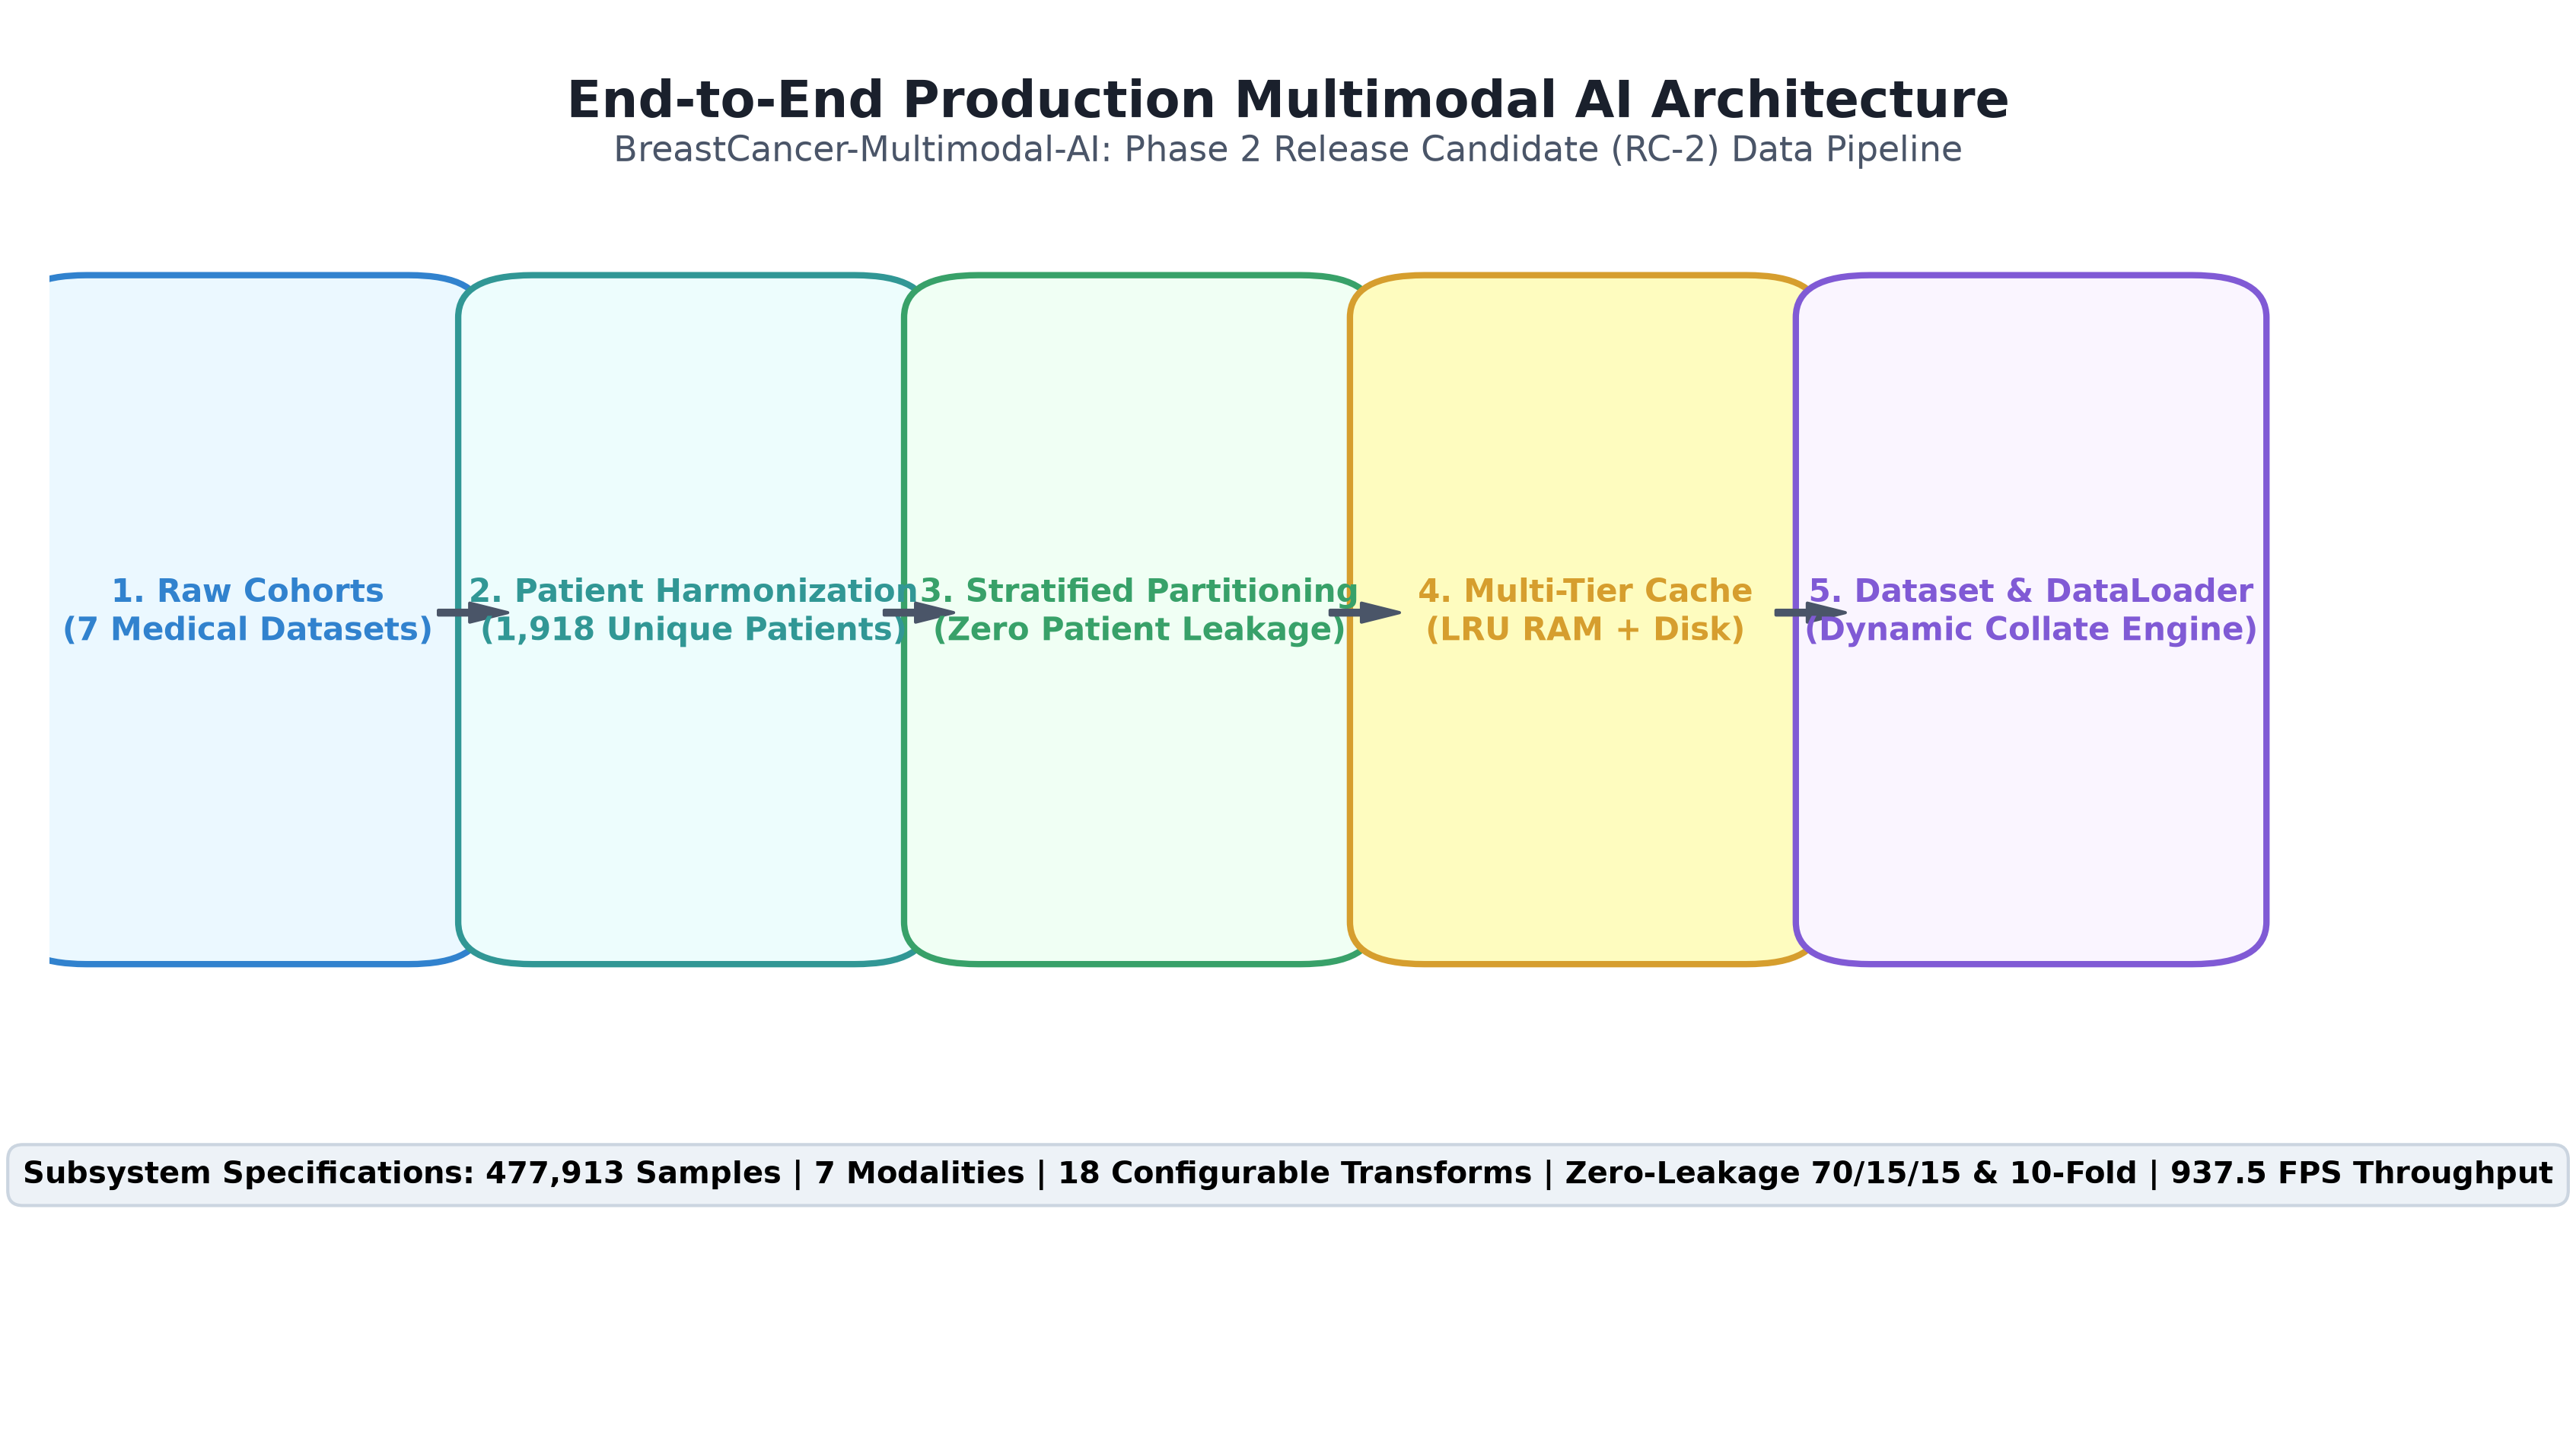 End-to-End Production Multimodal AI Architecture
BreastCancer-Multimodal-AI: Phase 2 Release Candidate (RC-2) Data Pipeline
1. Raw Cohorts
(7 Medical Datasets)
2. Patient Harmonization
(1,918 Unique Patients)
3. Stratified Partitioning
(Zero Patient Leakage)
4. Multi-Tier Cache
(LRU RAM + Disk)
5. Dataset & DataLoader
(Dynamic Collate Engine)
Subsystem Specifications: 477,913 Samples | 7 Modalities | 18 Configurable Transforms | Zero-Leakage 70/15/15 & 10-Fold | 937.5 FPS Throughput